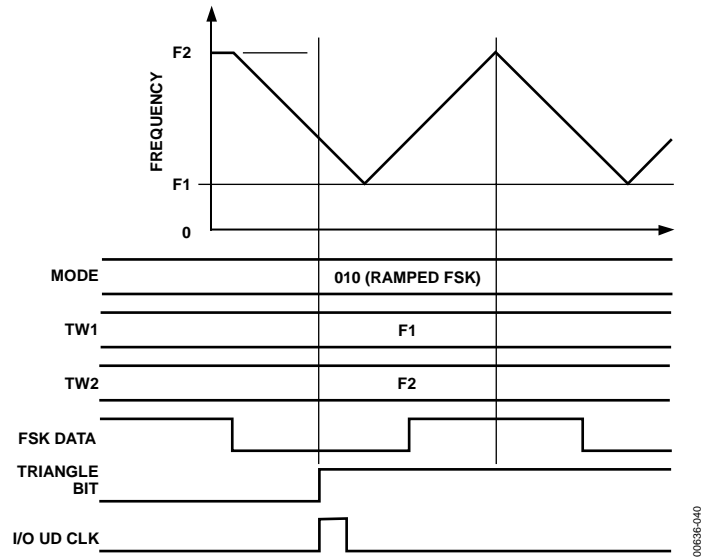 F2
FREQUENCY
F1
0
MODE
010 (RAMPED FSK)
TW1
F1
TW2
F2
FSK DATA
TRIANGLE
BIT
I/O UD CLK
00636-040